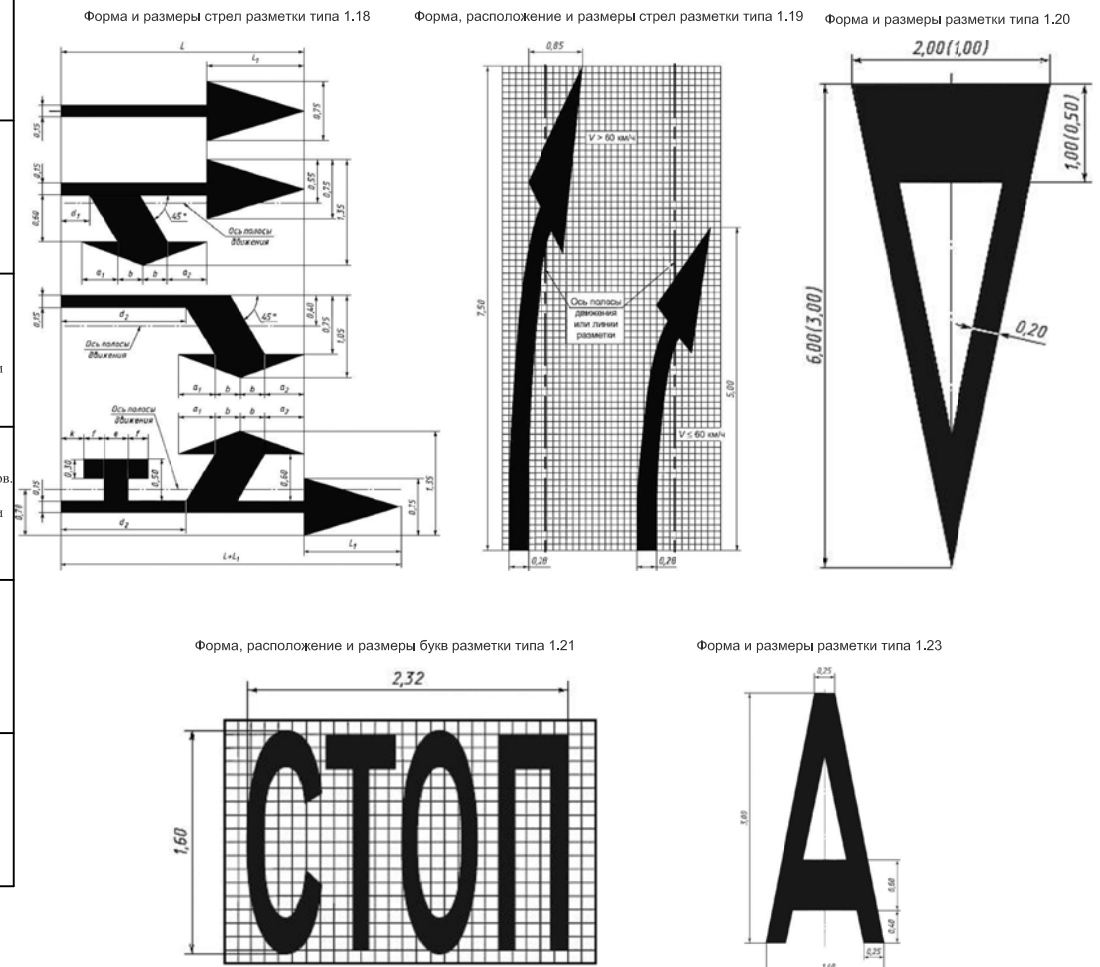 Форма и размеры стрел разметки типа 1.18
L
L₁
0,15
0,75
0,15
0,60
d₁
45°
Ось полосы
движения
0,55
0,75
1,35
a₁ b b a₂
0,15
d₂
45°
0,40
0,75
1,05
Ось полосы
движения
a₁ b b a₂
Ось полосы
движения
a₁ b b a₂
k f e f
0,30
0,50
0,60
0,15
0,70
d₂
0,75
1,35
L₁
L+L₁
Форма, расположение и размеры стрел разметки типа 1.19
0,85
V > 60 км/ч
7,50
Ось полосы
движения
или линии
разметки
5,00
V ≤ 60 км/ч
0,28
0,28
Форма и размеры разметки типа 1.20
2,00(1,00)
1,00(0,50)
6,00(3,00)
0,20
Форма, расположение и размеры букв разметки типа 1.21
2,32
1,60
СТОП
Форма и размеры разметки типа 1.23
0,25
3,00
А
0,60
0,40
0,25
и
ов.
и